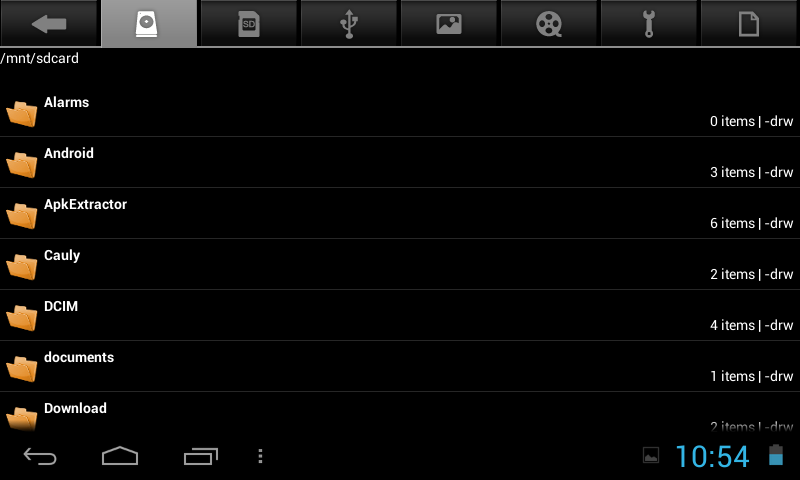 SD
/mnt/sdcard
Alarms
0 items | -drw
Android
3 items | -drw
ApkExtractor
6 items | -drw
Cauly
2 items | -drw
DCIM
4 items | -drw
documents
1 items | -drw
Download
2 items | -drw
10:54